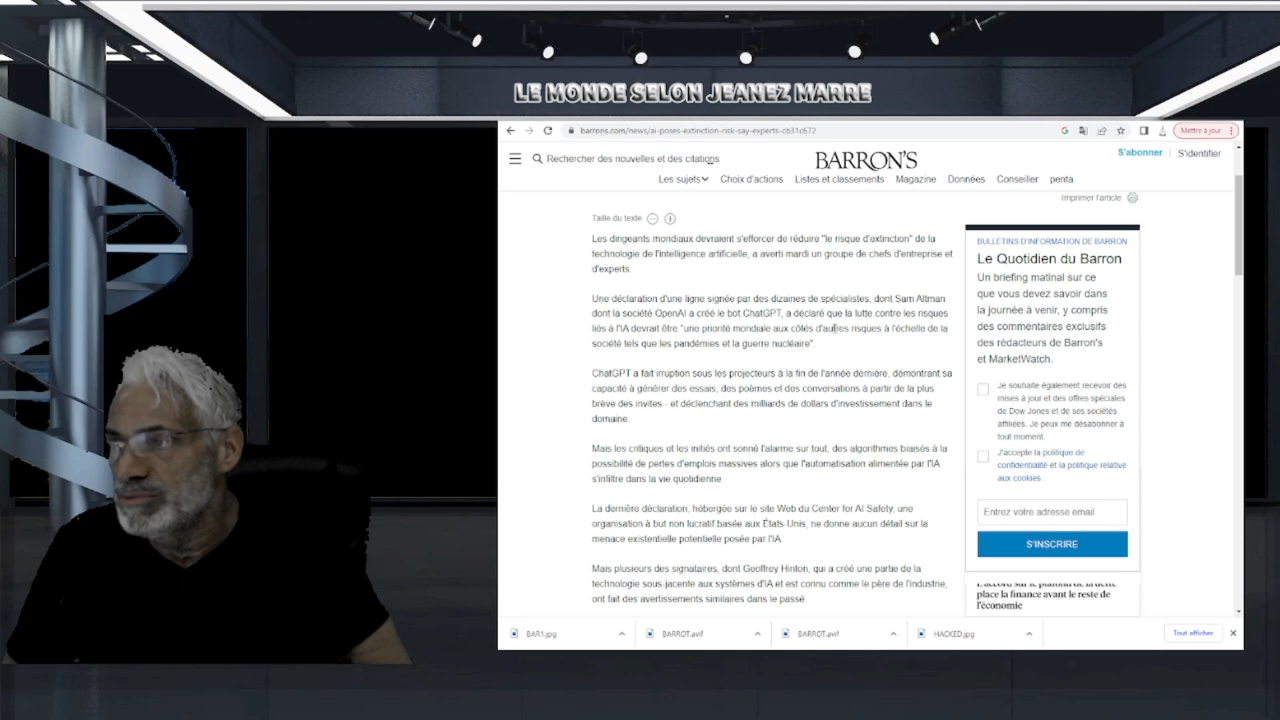 LE MONDE SELON JEANEZ MARRE
barrons.com/news/ai-poses-extinction-risk-say-experts-cb31c672
Mettre à jour
Rechercher des nouvelles et des citations
BARRON'S
S'abonner | S'identifier
Les sujets Choix d'actions Listes et classements Magazine Données Conseiller penta
Imprimer l'article
Taille du texte
Les dirigeants mondiaux devraient s'efforcer de réduire "le risque d'extinction" de la
technologie de l'intelligence artificielle, a averti mardi un groupe de chefs d'entreprise et
d'experts.
Une déclaration d'une ligne signée par des dizaines de spécialistes, dont Sam Altman
dont la société OpenAI a créé le bot ChatGPT, a déclaré que la lutte contre les risques
liés à l'IA devrait être "une priorité mondiale aux côtés d'autres risques à l'échelle de la
société tels que les pandémies et la guerre nucléaire".
ChatGPT a fait irruption sous les projecteurs à la fin de l'année dernière, démontrant sa
capacité à générer des essais, des poèmes et des conversations à partir de la plus
brève des invites - et déclenchant des milliards de dollars d'investissement dans le
domaine.
Mais les critiques et les initiés ont sonné l'alarme sur tout, des algorithmes biaisés à la
possibilité de pertes d'emplois massives alors que l'automatisation alimentée par l'IA
s'infiltre dans la vie quotidienne.
La dernière déclaration, hébergée sur le site Web du Center for AI Safety, une
organisation à but non lucratif basée aux États-Unis, ne donne aucun détail sur la
menace existentielle potentielle posée par l'IA.
Mais plusieurs des signataires, dont Geoffrey Hinton, qui a créé une partie de la
technologie sous-jacente aux systèmes d'IA et est connu comme le père de l'industrie,
ont fait des avertissements similaires dans le passé.
BULLETINS D'INFORMATION DE BARRON
Le Quotidien du Barron
Un briefing matinal sur ce
que vous devez savoir dans
la journée à venir, y compris
des commentaires exclusifs
des rédacteurs de Barron's
et MarketWatch.
Je souhaite également recevoir des
mises à jour et des offres spéciales
de Dow Jones et de ses sociétés
affiliées. Je peux me désabonner à
tout moment.
J'accepte la politique de
confidentialité et la politique relative
aux cookies .
Entrez votre adresse email
S'INSCRIRE
L'accord sur le plafond de la dette
place la finance avant le reste de
l'économie
BAR1.jpg
BARROT.avif
BARROT.avif
HACKED.jpg
Tout afficher